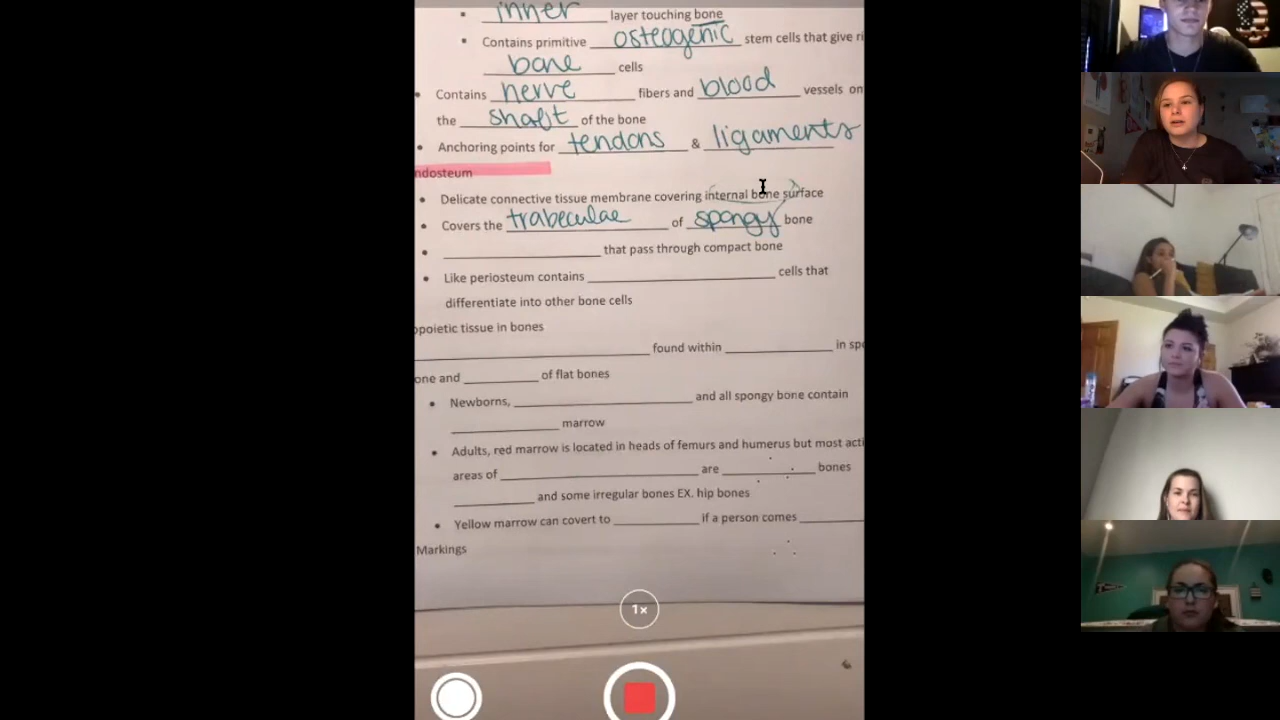 inner layer touching bone
Contains primitive osteogenic stem cells that give ri
bone cells
Contains nerve fibers and blood vessels on
the shaft of the bone
Anchoring points for tendons & ligaments
ndosteum
Delicate connective tissue membrane covering internal bone surface
Covers the trabeculae of spongy bone
that pass through compact bone
Like periosteum contains cells that
differentiate into other bone cells
opoietic tissue in bones
found within in spo
one and of flat bones
Newborns, and all spongy bone contain
marrow
Adults, red marrow is located in heads of femurs and humerus but most acti
areas of are bones
and some irregular bones EX. hip bones
Yellow marrow can covert to if a person comes
Markings
1×